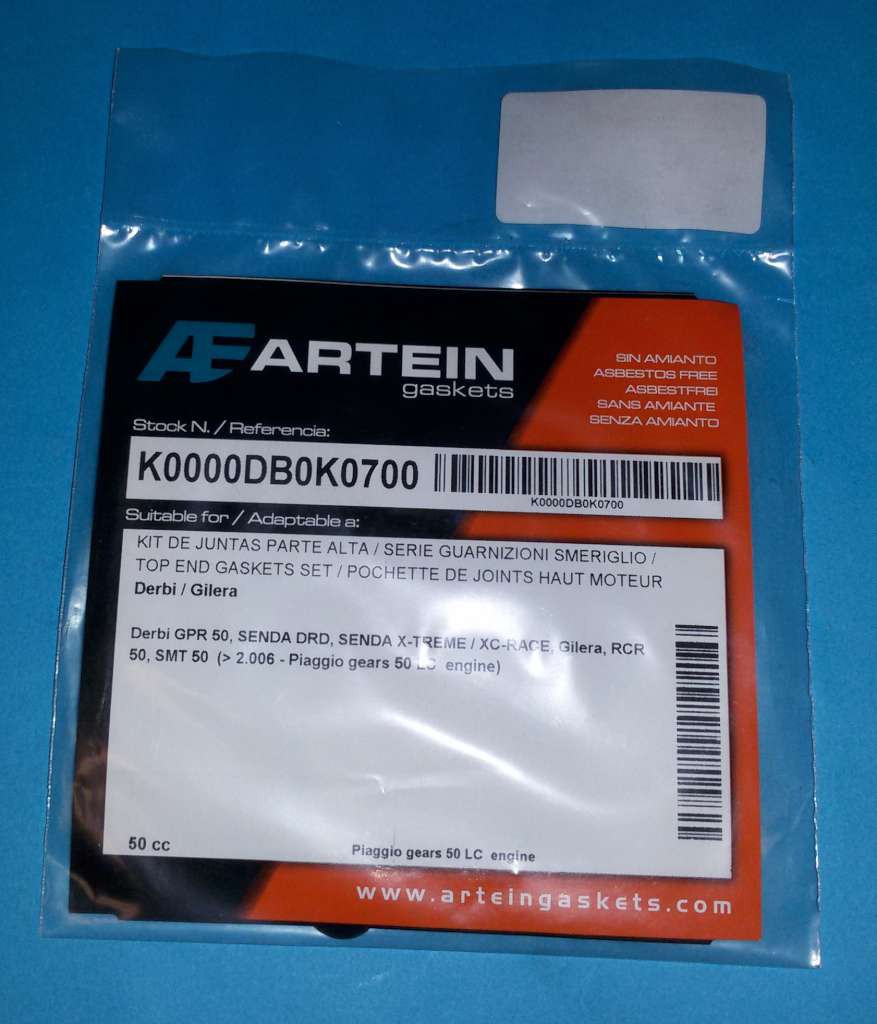 Æ ARTEIN
gaskets
SIN AMIANTO
ASBESTOS FREE
ASBESTFREI
SANS AMIANTE
SENZA AMIANTO
Stock N. / Referencia:
K0000DB0K0700
K0000DB0K0700
Suitable for / Adaptable a:
KIT DE JUNTAS PARTE ALTA / SERIE GUARNIZIONI SMERIGLIO /
TOP END GASKETS SET / POCHETTE DE JOINTS HAUT MOTEUR
Derbi / Gilera
Derbi GPR 50, SENDA DRD, SENDA X-TREME / XC-RACE, Gilera, RCR
50, SMT 50 (> 2.006 - Piaggio gears 50 LC engine)
50 cc
Piaggio gears 50 LC engine
www.arteingaskets.com